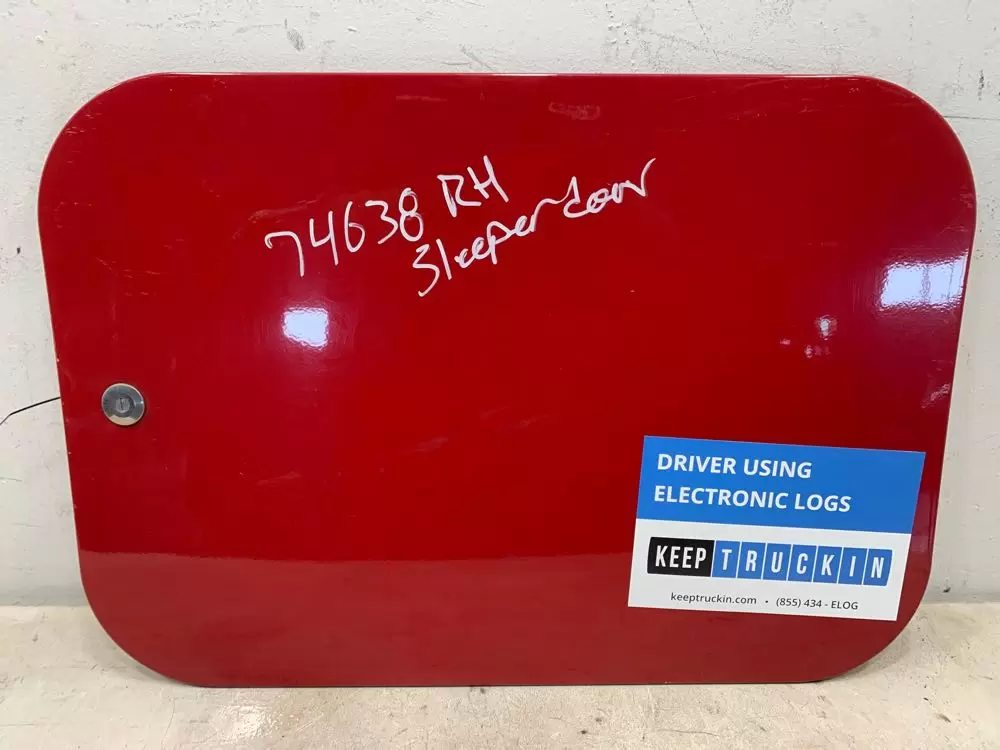 74638 RH
Sleeper door
DRIVER USING
ELECTRONIC LOGS
KEEP TRUCKIN
keeptruckin.com • (855) 434 - ELOG